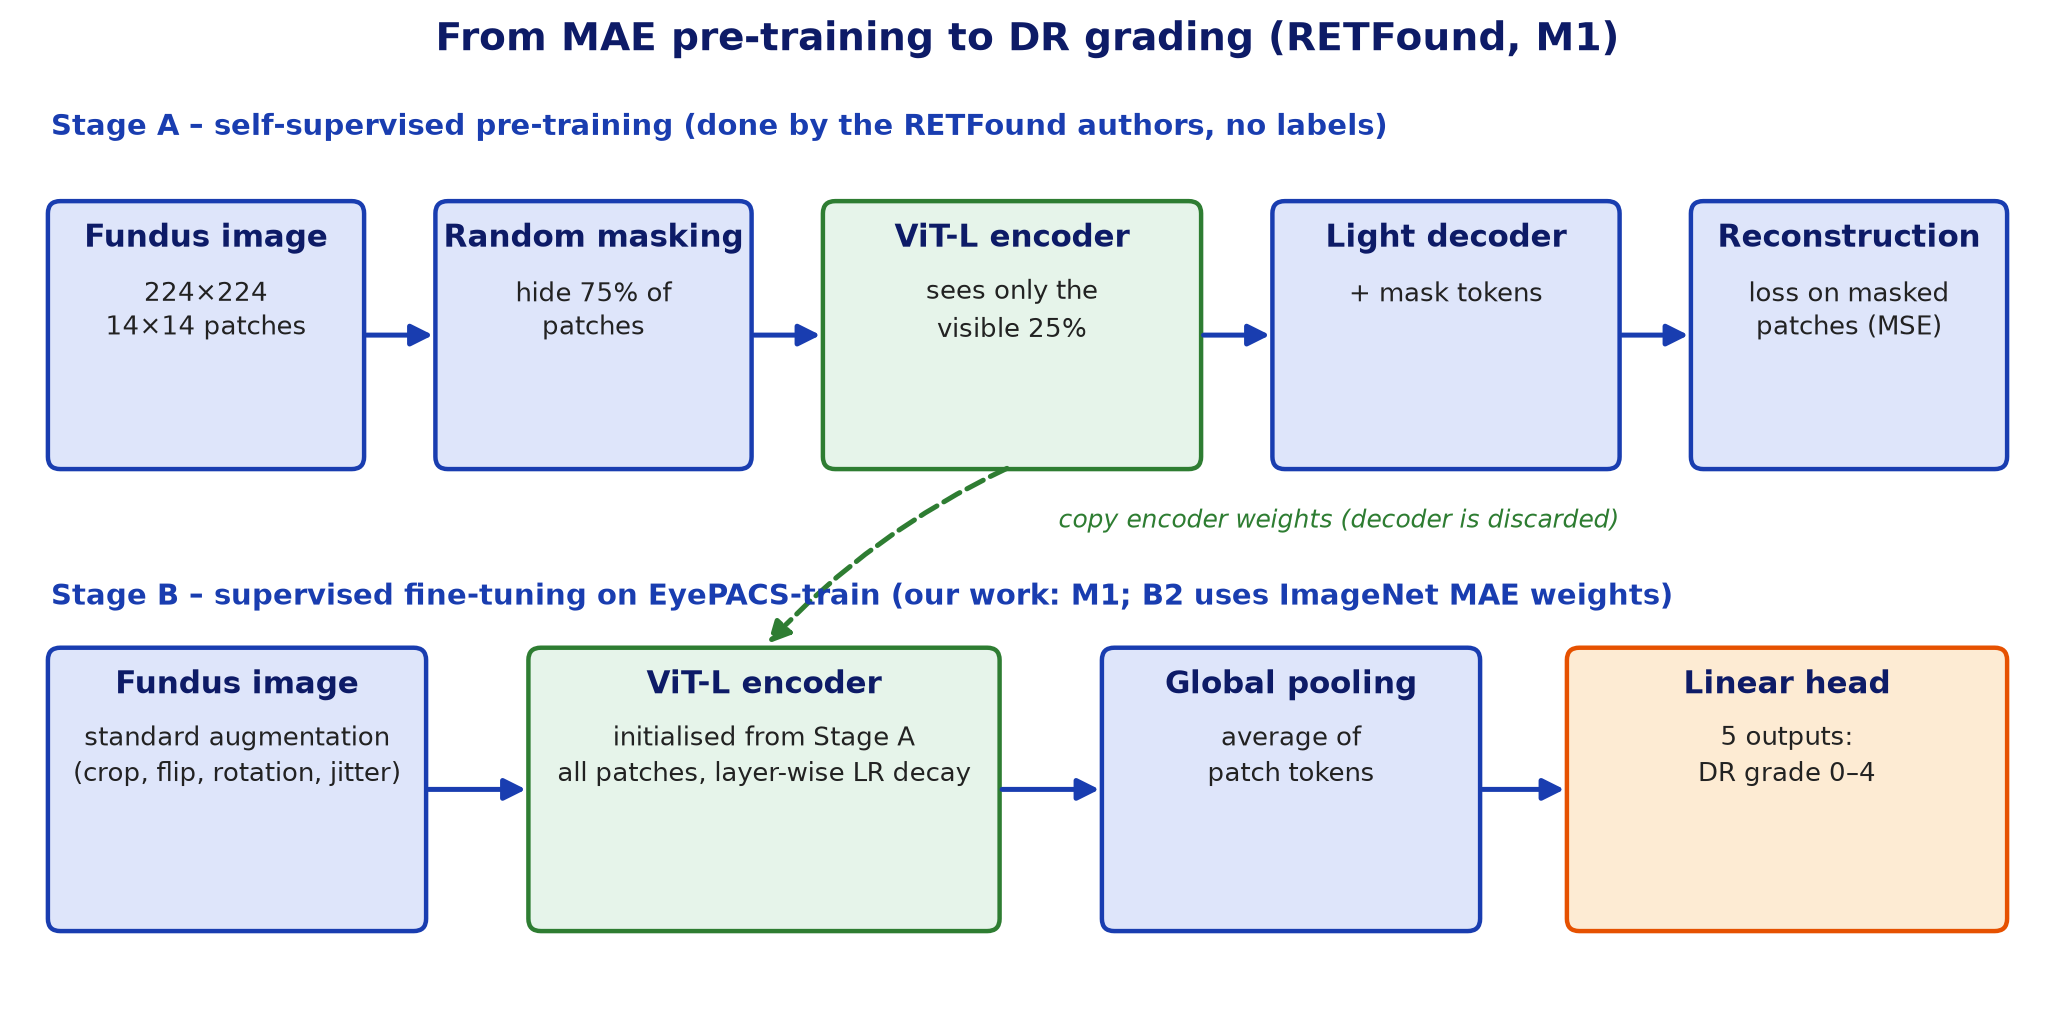 From MAE pre-training to DR grading (RETFound, M1)
Stage A – self-supervised pre-training (done by the RETFound authors, no labels)
Fundus image
224×224
14×14 patches
Random masking
hide 75% of
patches
ViT-L encoder
sees only the
visible 25%
Light decoder
+ mask tokens
Reconstruction
loss on masked
patches (MSE)
copy encoder weights (decoder is discarded)
Stage B – supervised fine-tuning on EyePACS-train (our work: M1; B2 uses ImageNet MAE weights)
Fundus image
standard augmentation
(crop, flip, rotation, jitter)
ViT-L encoder
initialised from Stage A
all patches, layer-wise LR decay
Global pooling
average of
patch tokens
Linear head
5 outputs:
DR grade 0–4